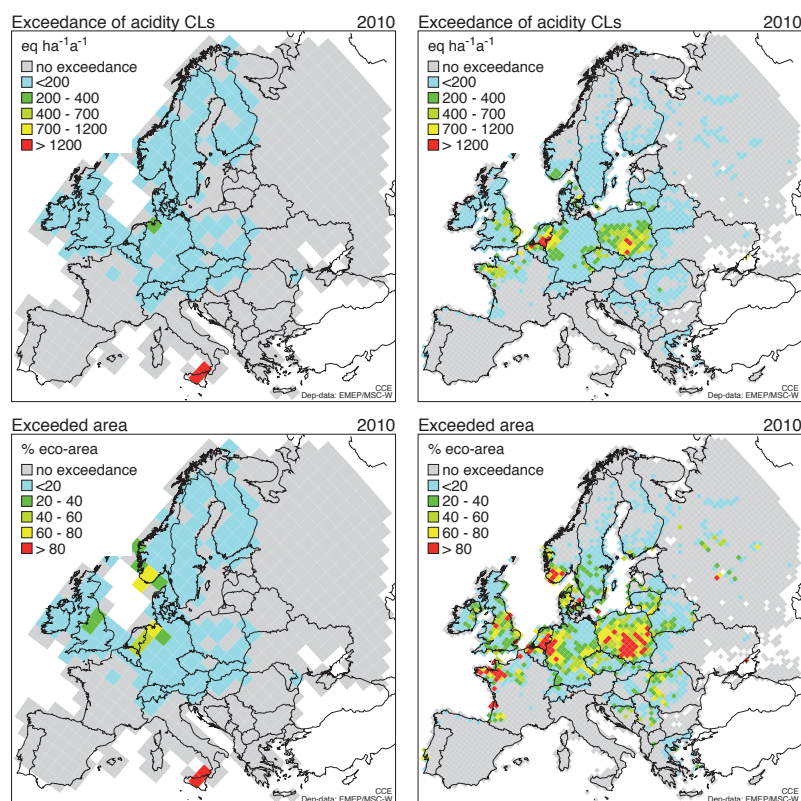 Exceedance of acidity CLs 2010
eq ha⁻¹a⁻¹
no exceedance
<200
200 - 400
400 - 700
700 - 1200
> 1200
CCE
Dep-data: EMEP/MSC-W
Exceedance of acidity CLs 2010
eq ha⁻¹a⁻¹
no exceedance
<200
200 - 400
400 - 700
700 - 1200
> 1200
CCE
Dep-data: EMEP/MSC-W
Exceeded area 2010
% eco-area
no exceedance
<20
20 - 40
40 - 60
60 - 80
> 80
CCE
Dep-data: EMEP/MSC-W
Exceeded area 2010
% eco-area
no exceedance
<20
20 - 40
40 - 60
60 - 80
> 80
CCE
Dep-data: EMEP/MSC-W